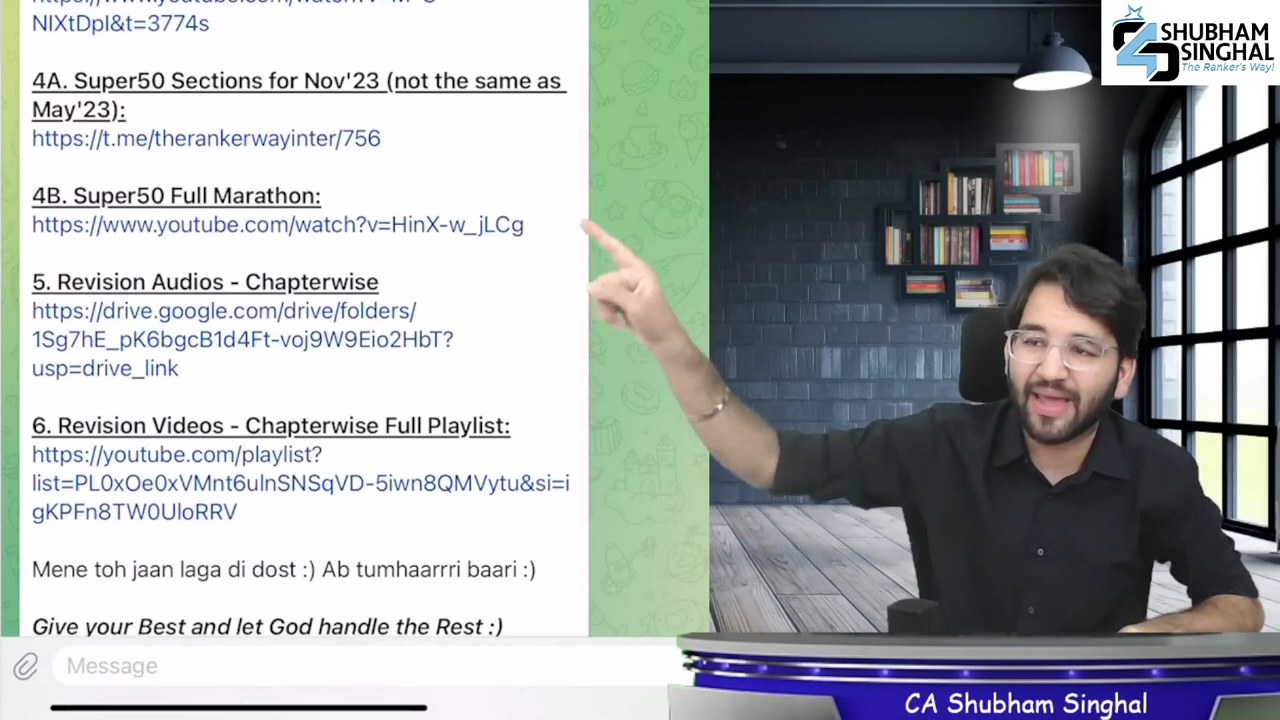 NIXtDpI&t=3774s
4A. Super50 Sections for Nov'23 (not the same as
May'23):
https://t.me/therankerwayinter/756
4B. Super50 Full Marathon:
https://www.youtube.com/watch?v=HinX-w_jLCg
5. Revision Audios - Chapterwise
https://drive.google.com/drive/folders/
1Sg7hE_pK6bgcB1d4Ft-voj9W9Eio2HbT?
usp=drive_link
6. Revision Videos - Chapterwise Full Playlist:
https://youtube.com/playlist?
list=PL0xOe0xVMnt6ulnSNSqVD-5iwn8QMVytu&si=i
gKPFn8TW0UloRRV
Mene toh jaan laga di dost :) Ab tumhaarrri baari :)
Give your Best and let God handle the Rest :)
Message
SHUBHAM
SINGHAL
The Ranker's Way!
CA Shubham Singhal